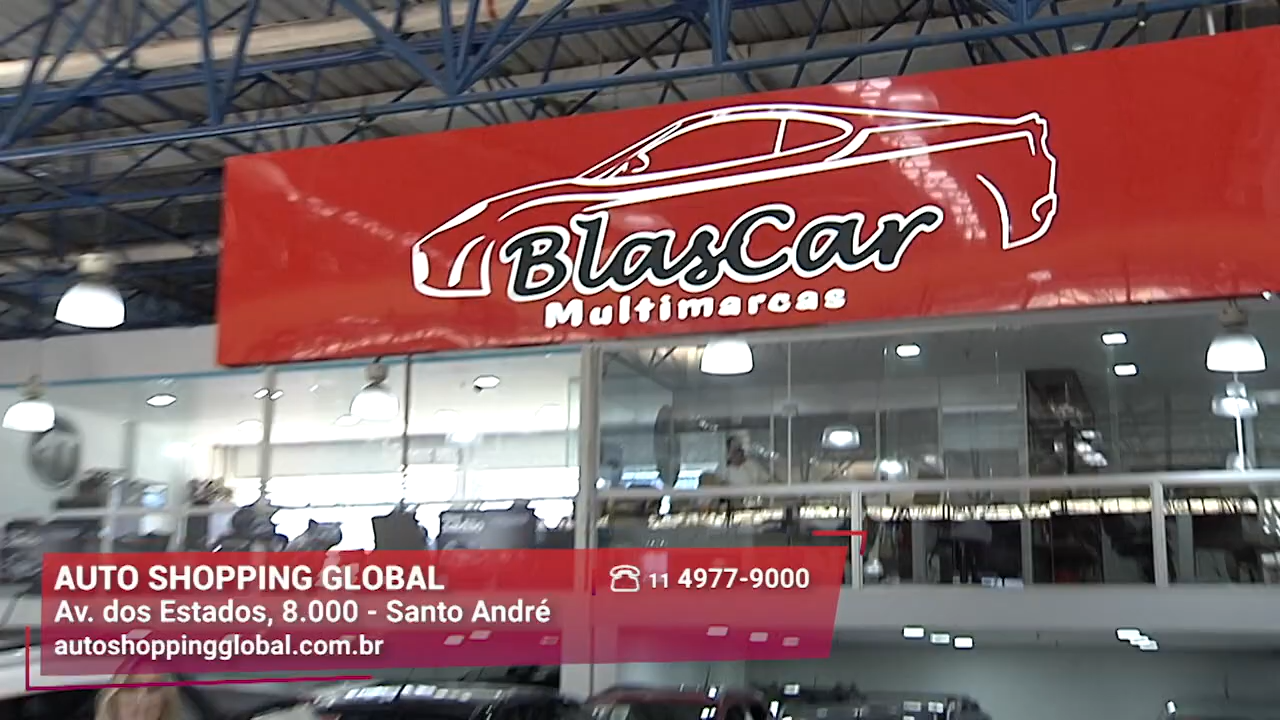 BlasCar
Multimarcas
AUTO SHOPPING GLOBAL
11 4977-9000
Av. dos Estados, 8.000 - Santo André
autoshoppingglobal.com.br